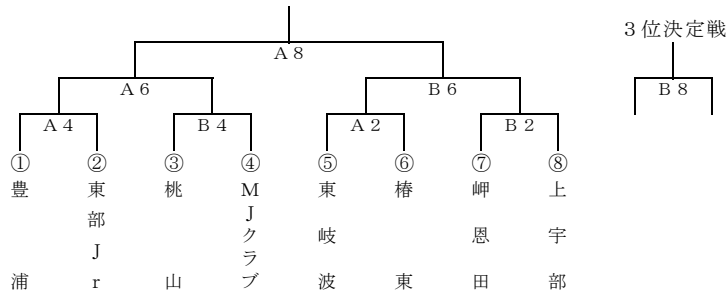 3位決定戦
A8
A6
B6
B8
A4
B4
A2
B2
①
②
③
④
⑤
⑥
⑦
⑧
豊浦
東部Jr
桃山
MJクラブ
東岐波
椿東
岬恩田
上宇部